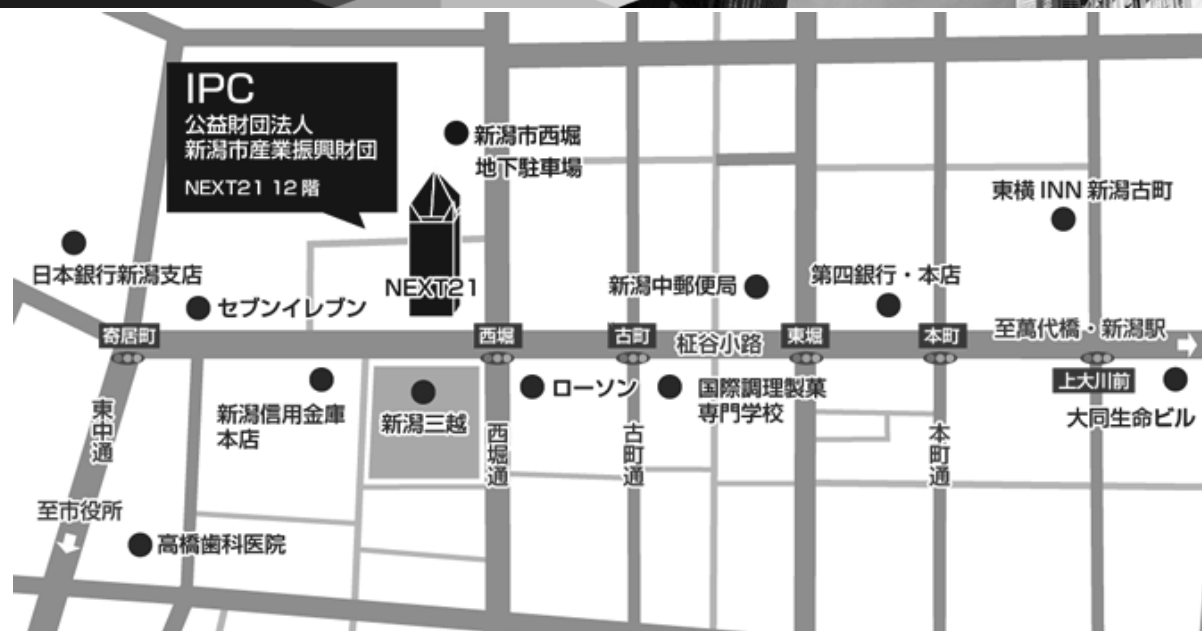 IPC
公益財団法人
新潟市産業振興財団
NEXT21 12階
新潟市西堀
地下駐車場
東横INN 新潟古町
日本銀行新潟支店
セブンイレブン
NEXT21
新潟中郵便局
第四銀行・本店
寄居町
西堀
古町
柾谷小路
東堀
本町
至萬代橋・新潟駅
上大川前
大同生命ビル
新潟信用金庫
本店
新潟三越
ローソン
国際調理製菓
専門学校
東中通
西堀通
古町通
本町通
至市役所
高橋歯科医院